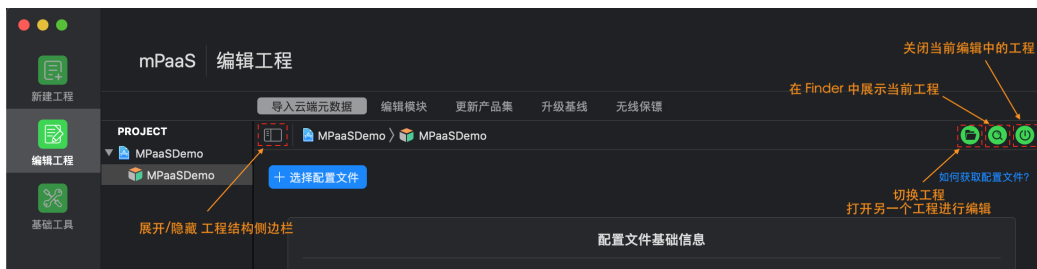 mPaaS 编辑工程
关闭当前编辑中的工程
新建工程
在 Finder 中展示当前工程
导入云端元数据 编辑模块 更新产品集 升级基线 无线保镖
编辑工程
PROJECT
MPaaSDemo 〉 MPaaSDemo
MPaaSDemo
MPaaSDemo
+ 选择配置文件
如何获取配置文件?
切换工程
打开另一个工程进行编辑
基础工具
展开/隐藏 工程结构侧边栏
配置文件基础信息